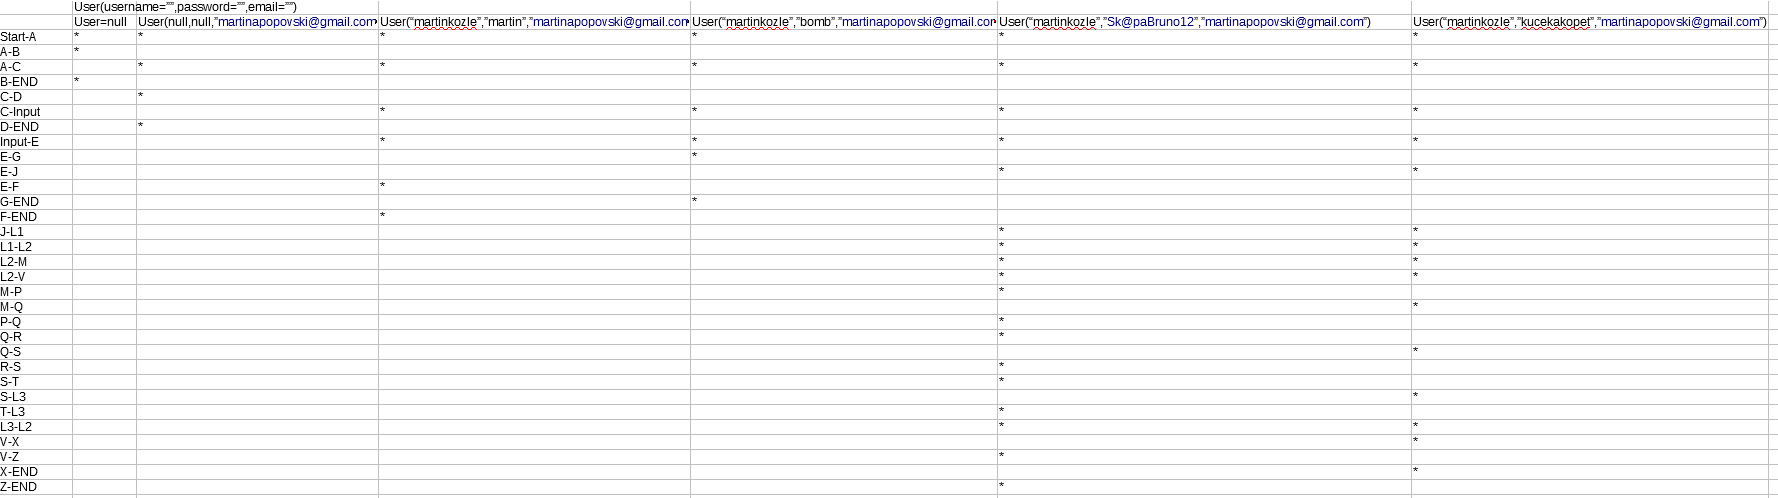 User(username="",password="",email="")
User=null User(null,null,"martinapopovski@gmail.com User("martinkozle","martin","martinapopovski@gmail.com User("martinkozle","bomb","martinapopovski@gmail.com User("martinkozle","Sk@paBruno12","martinapopovski@gmail.com") User("martinkozle","kucekakopet","martinapopovski@gmail.com")
Start-A * * * * * *
A-B *
A-C * * * * *
B-END *
C-D *
C-Input * * * *
D-END *
Input-E * * * *
E-G *
E-J * *
E-F *
G-END *
F-END *
J-L1 * *
L1-L2 * *
L2-M * *
L2-V * *
M-P *
M-Q *
P-Q *
Q-R *
Q-S *
R-S *
S-T *
S-L3 *
T-L3 *
L3-L2 * *
V-X *
V-Z *
X-END *
Z-END *